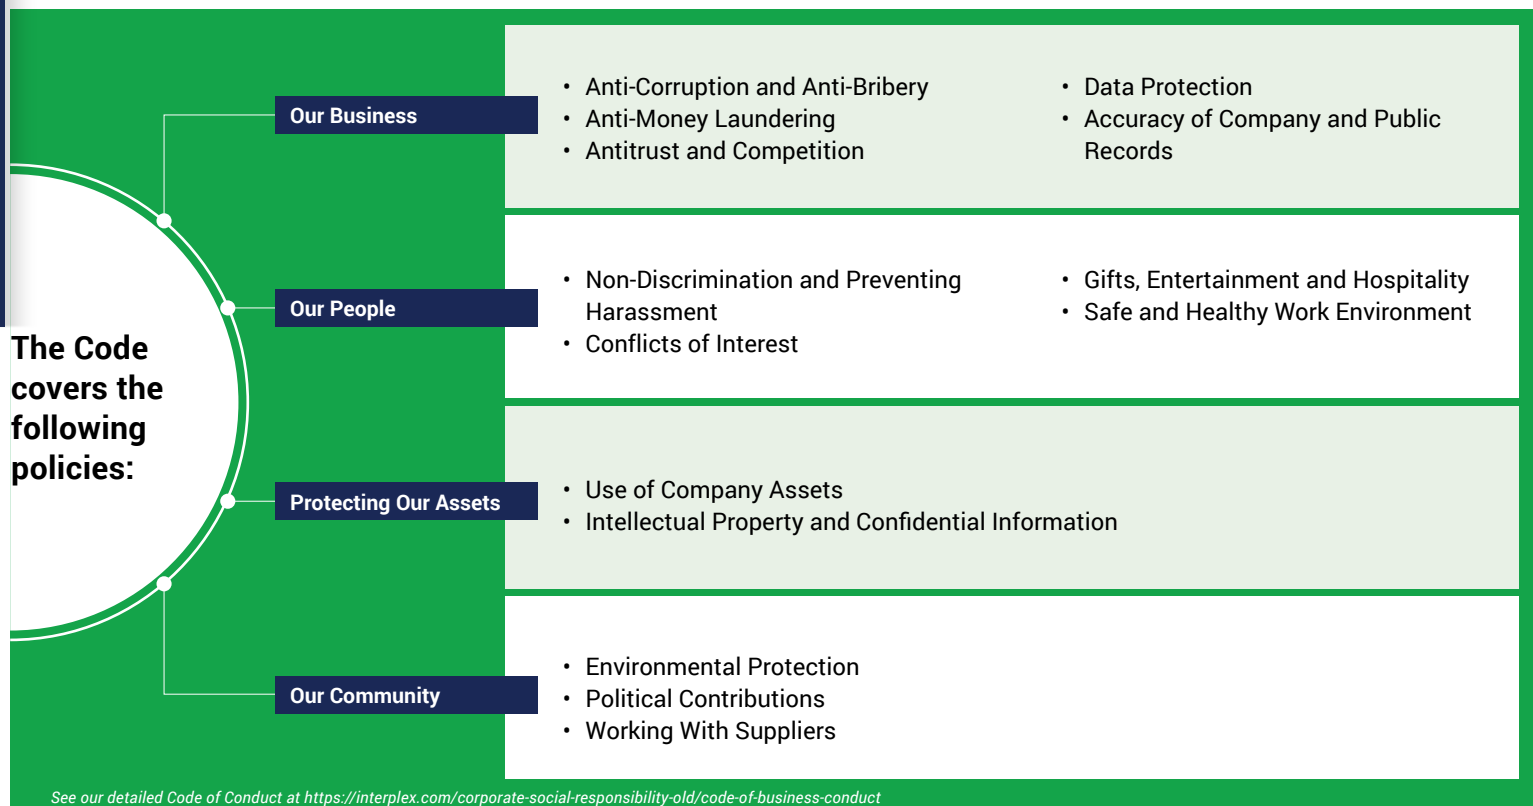 The Code
covers the
following
policies:
Our Business
• Anti-Corruption and Anti-Bribery
• Anti-Money Laundering
• Antitrust and Competition
• Data Protection
• Accuracy of Company and Public
Records
Our People
• Non-Discrimination and Preventing
Harassment
• Conflicts of Interest
• Gifts, Entertainment and Hospitality
• Safe and Healthy Work Environment
Protecting Our Assets
• Use of Company Assets
• Intellectual Property and Confidential Information
Our Community
• Environmental Protection
• Political Contributions
• Working With Suppliers
See our detailed Code of Conduct at https://interplex.com/corporate-social-responsibility-old/code-of-business-conduct